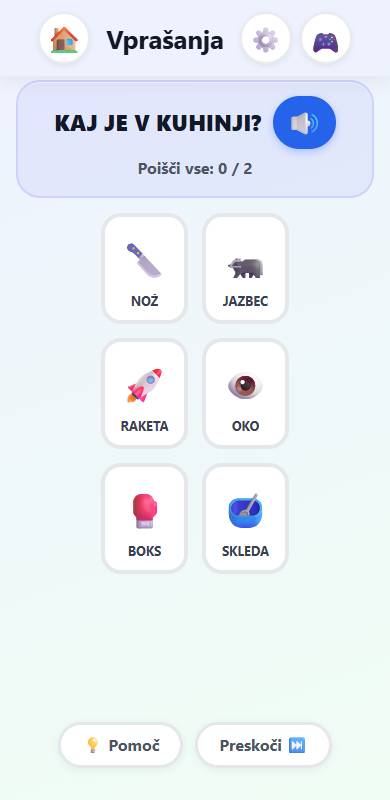 Vprašanja
KAJ JE V KUHINJI?
Poišči vse: 0 / 2
NOŽ
JAZBEC
RAKETA
OKO
BOKS
SKLEDA
Pomoč
Preskoči